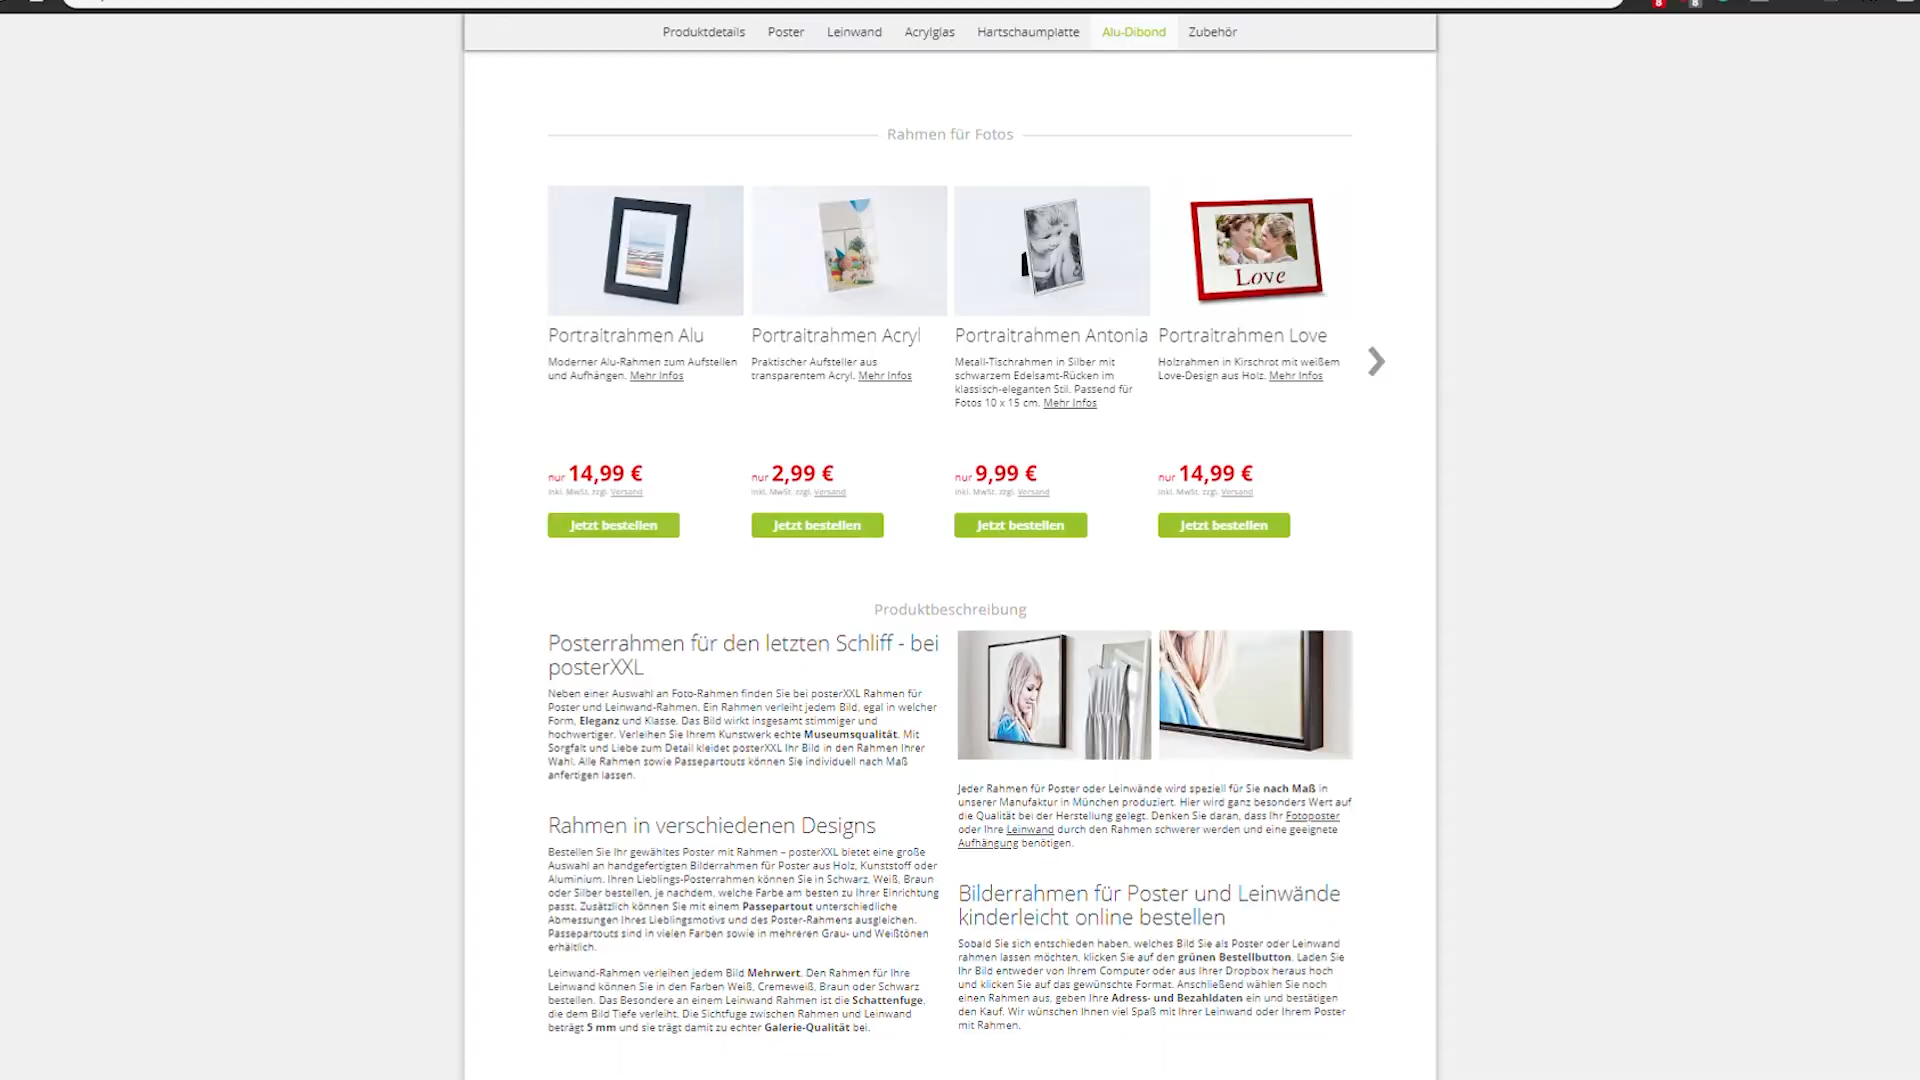 Produktdetails Poster Leinwand Acrylglas Hartschaumplatte Alu-Dibond Zubehör
Rahmen für Fotos
Love
Portraitrahmen Alu
Moderner Alu-Rahmen zum Aufstellen
und Aufhängen. Mehr Infos
nur 14,99 €
inkl. MwSt. zzgl. Versand
Jetzt bestellen
Portraitrahmen Acryl
Praktischer Aufsteller aus
transparentem Acryl. Mehr Infos
nur 2,99 €
inkl. MwSt. zzgl. Versand
Jetzt bestellen
Portraitrahmen Antonia
Metall-Tischrahmen in Silber mit
schwarzem Edelsamt-Rücken im
klassisch-eleganten Stil. Passend für
Fotos 10 x 15 cm. Mehr Infos
nur 9,99 €
inkl. MwSt. zzgl. Versand
Jetzt bestellen
Portraitrahmen Love
Holzrahmen in Kirschrot mit weißem
Love-Design aus Holz. Mehr Infos
nur 14,99 €
inkl. MwSt. zzgl. Versand
Jetzt bestellen
Produktbeschreibung
Posterrahmen für den letzten Schliff - bei
posterXXL
Neben einer Auswahl an Foto-Rahmen finden Sie bei posterXXL Rahmen für
Poster und Leinwand-Rahmen. Ein Rahmen verleiht jedem Bild, egal in welcher
Form, Eleganz und Klasse. Das Bild wirkt insgesamt stimmiger und
hochwertiger. Verleihen Sie Ihrem Kunstwerk echte Museumsqualität. Mit
Sorgfalt und Liebe zum Detail kleidet posterXXL Ihr Bild in den Rahmen Ihrer
Wahl. Alle Rahmen sowie Passepartouts können Sie individuell nach Maß
anfertigen lassen.
Rahmen in verschiedenen Designs
Bestellen Sie Ihr gewähltes Poster mit Rahmen – posterXXL bietet eine große
Auswahl an handgefertigten Bilderrahmen für Poster aus Holz, Kunststoff oder
Aluminium. Ihren Lieblings-Posterrahmen können Sie in Schwarz, Weiß, Braun
oder Silber bestellen, je nachdem, welche Farbe am besten zu Ihrer Einrichtung
passt. Zusätzlich können Sie mit einem Passepartout unterschiedliche
Abmessungen Ihres Lieblingsmotivs und des Poster-Rahmens ausgleichen.
Passepartouts sind in vielen Farben sowie in mehreren Grau- und Weißtönen
erhältlich.
Leinwand-Rahmen verleihen jedem Bild Mehrwert. Den Rahmen für Ihre
Leinwand können Sie in den Farben Weiß, Cremeweiß, Braun oder Schwarz
bestellen. Das Besondere an einem Leinwand Rahmen ist die Schattenfuge,
die dem Bild Tiefe verleiht. Die Sichtfuge zwischen Rahmen und Leinwand
beträgt 5 mm und sie trägt damit zu echter Galerie-Qualität bei.
Jeder Rahmen für Poster oder Leinwände wird speziell für Sie nach Maß in
unserer Manufaktur in München produziert. Hier wird ganz besonders Wert auf
die Qualität bei der Herstellung gelegt. Denken Sie daran, dass Ihr Fotoposter
oder Ihre Leinwand durch den Rahmen schwerer werden und eine geeignete
Aufhängung benötigen.
Bilderrahmen für Poster und Leinwände
kinderleicht online bestellen
Sobald Sie sich entschieden haben, welches Bild Sie als Poster oder Leinwand
rahmen lassen möchten, klicken Sie auf den grünen Bestellbutton. Laden Sie
Ihr Bild entweder von Ihrem Computer oder aus Ihrer Dropbox heraus hoch
und klicken Sie auf das gewünschte Format. Anschließend wählen Sie noch
einen Rahmen aus, geben Ihre Adress- und Bezahldaten ein und bestätigen
den Kauf. Wir wünschen Ihnen viel Spaß mit Ihrer Leinwand oder Ihrem Poster
mit Rahmen.